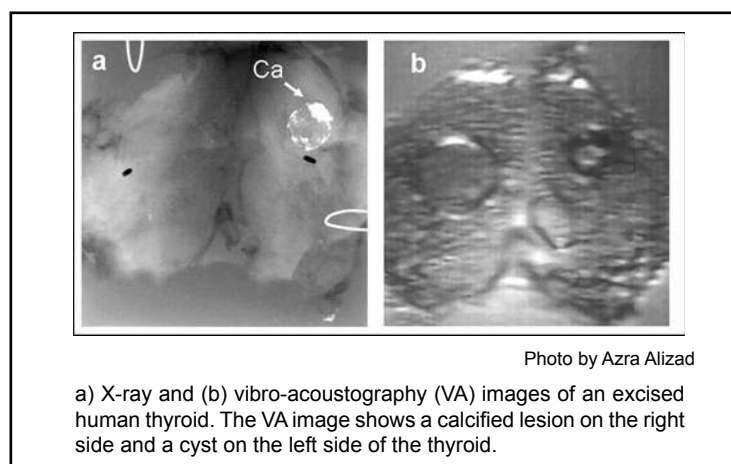 a
Ca
b
Photo by Azra Alizad
a) X-ray and (b) vibro-acoustography (VA) images of an excised
human thyroid. The VA image shows a calcified lesion on the right
side and a cyst on the left side of the thyroid.